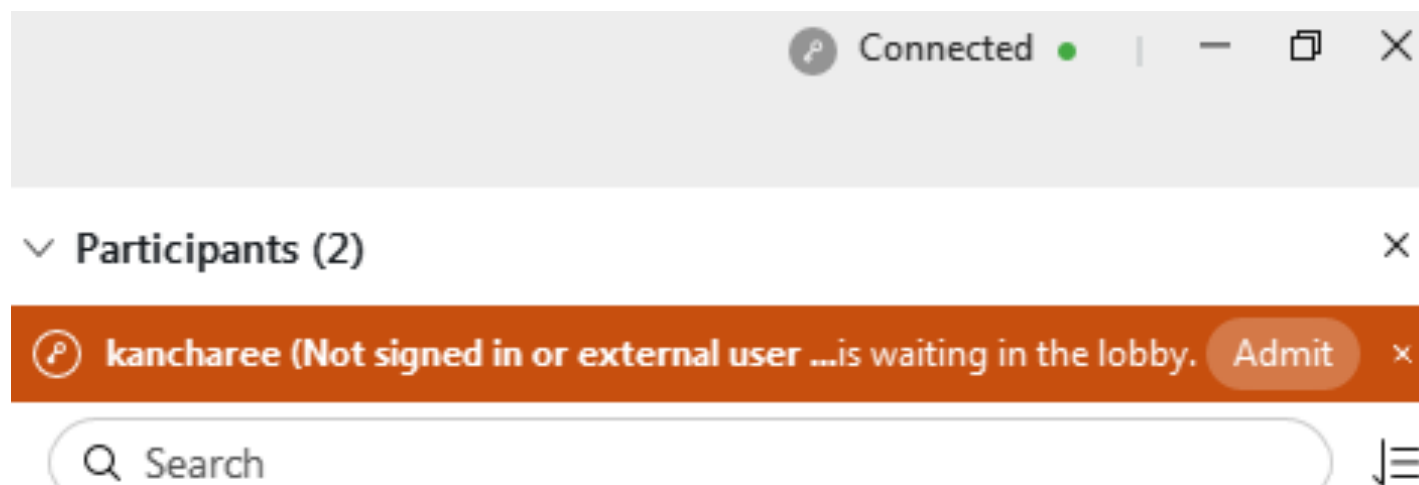 Connected
Participants (2)
kancharee (Not signed in or external user ...is waiting in the lobby. Admit
Search